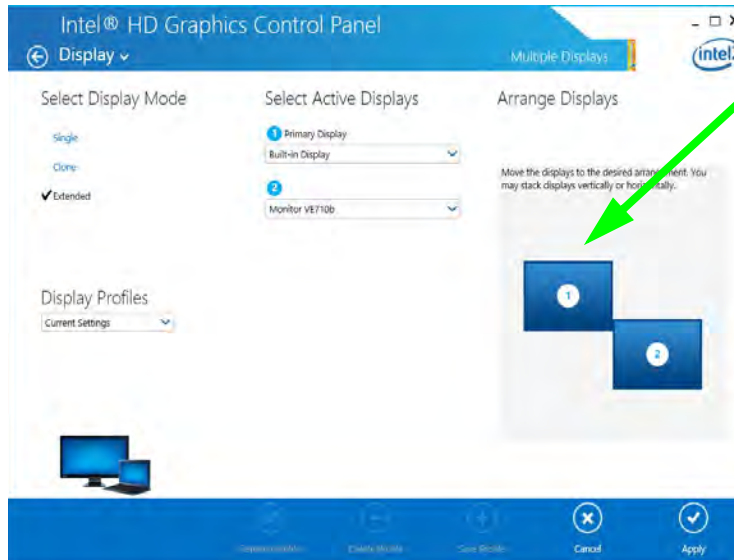 Intel® HD Graphics Control Panel
Display
Multiple Displays
intel
Select Display Mode
Single
Clone
Extended
Display Profiles
Current Settings
Select Active Displays
1 Primary Display
Built-in Display
2
Monitor VE710b
Arrange Displays
Move the displays to the desired arrangement. You
may stack displays vertically or horizontally.
1
2
Save Profile
Cancel
Apply